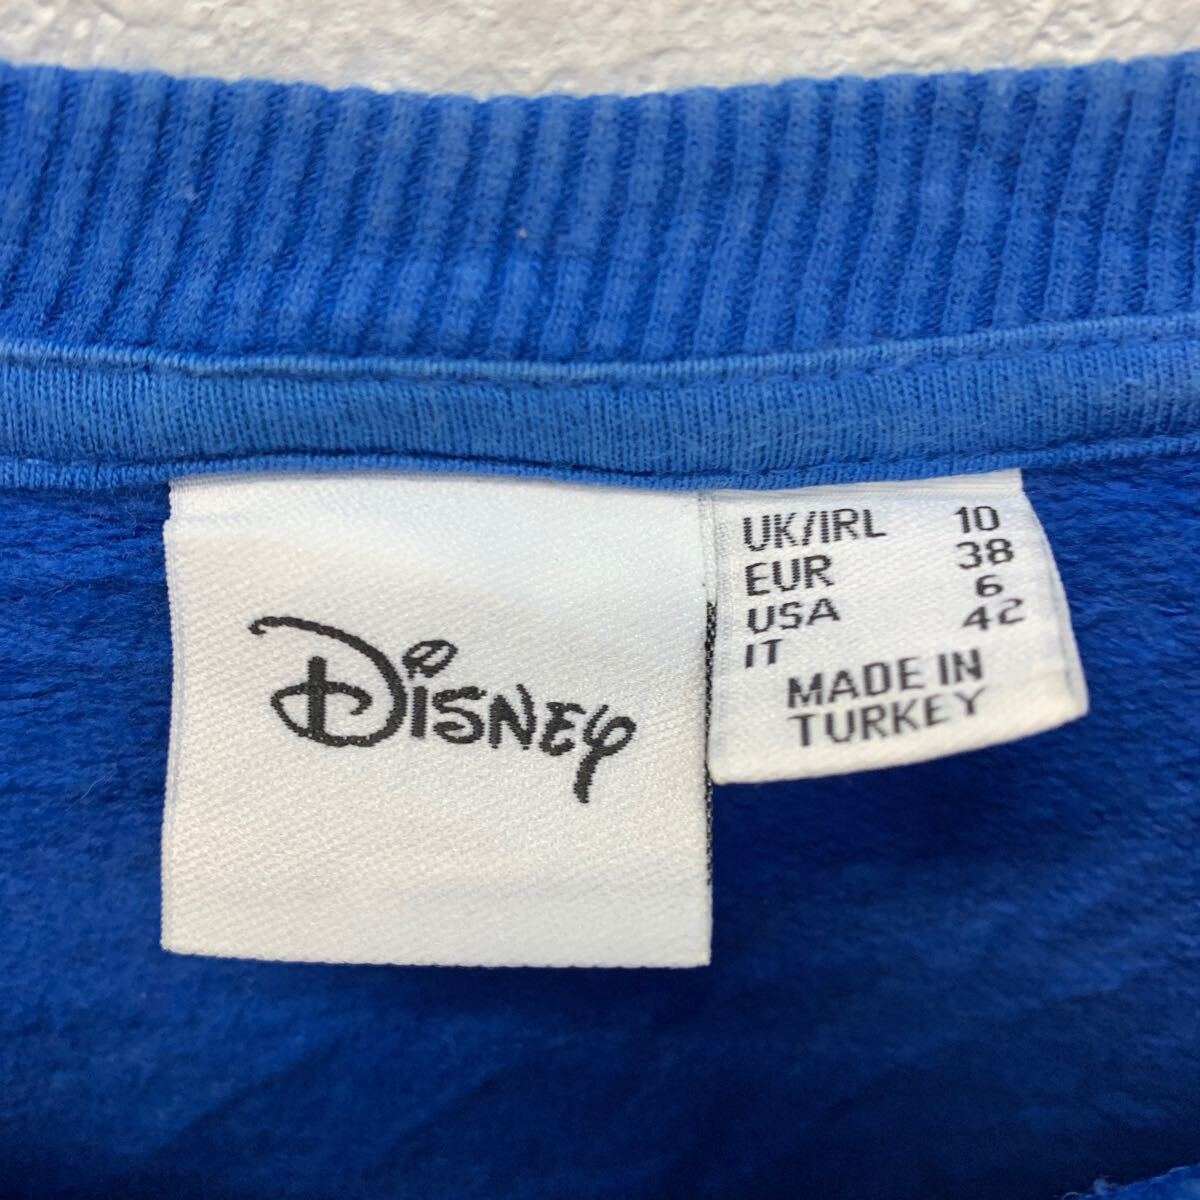 Disney
UK/IRL 10
EUR 38
USA 6
IT 42
MADE IN
TURKEY